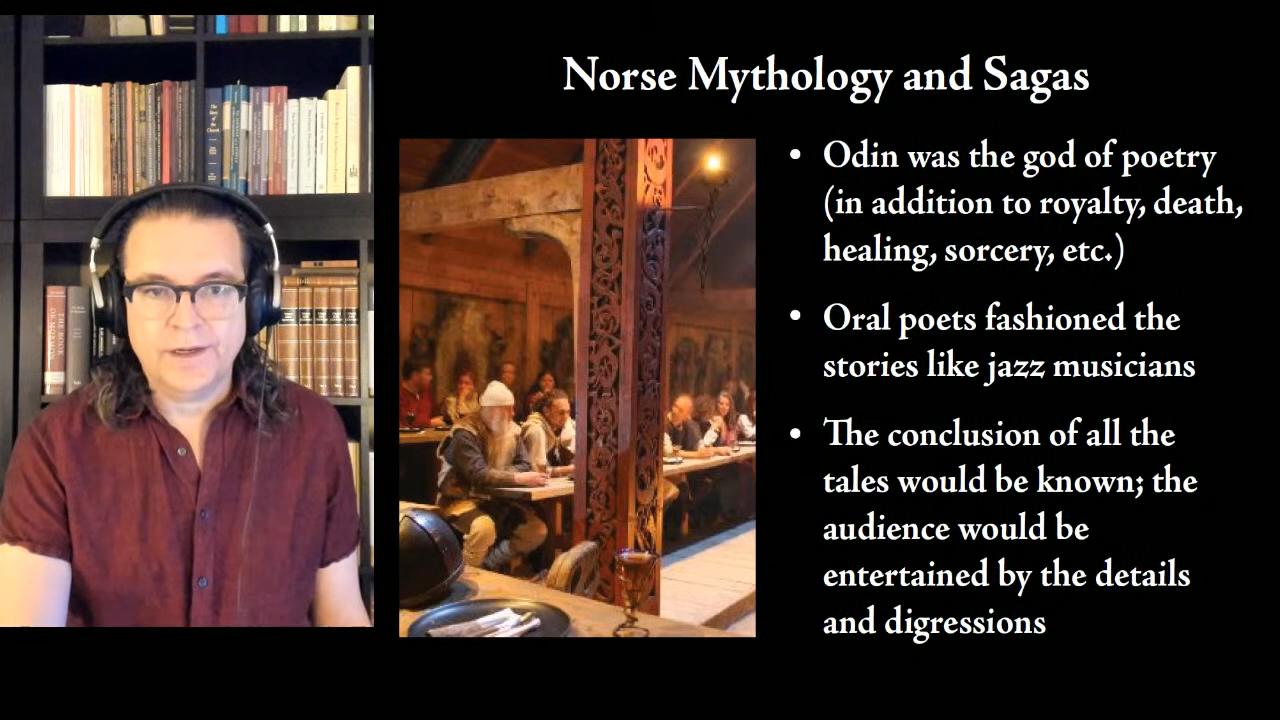 Norse Mythology and Sagas
• Odin was the god of poetry
(in addition to royalty, death,
healing, sorcery, etc.)
• Oral poets fashioned the
stories like jazz musicians
• The conclusion of all the
tales would be known; the
audience would be
entertained by the details
and digressions